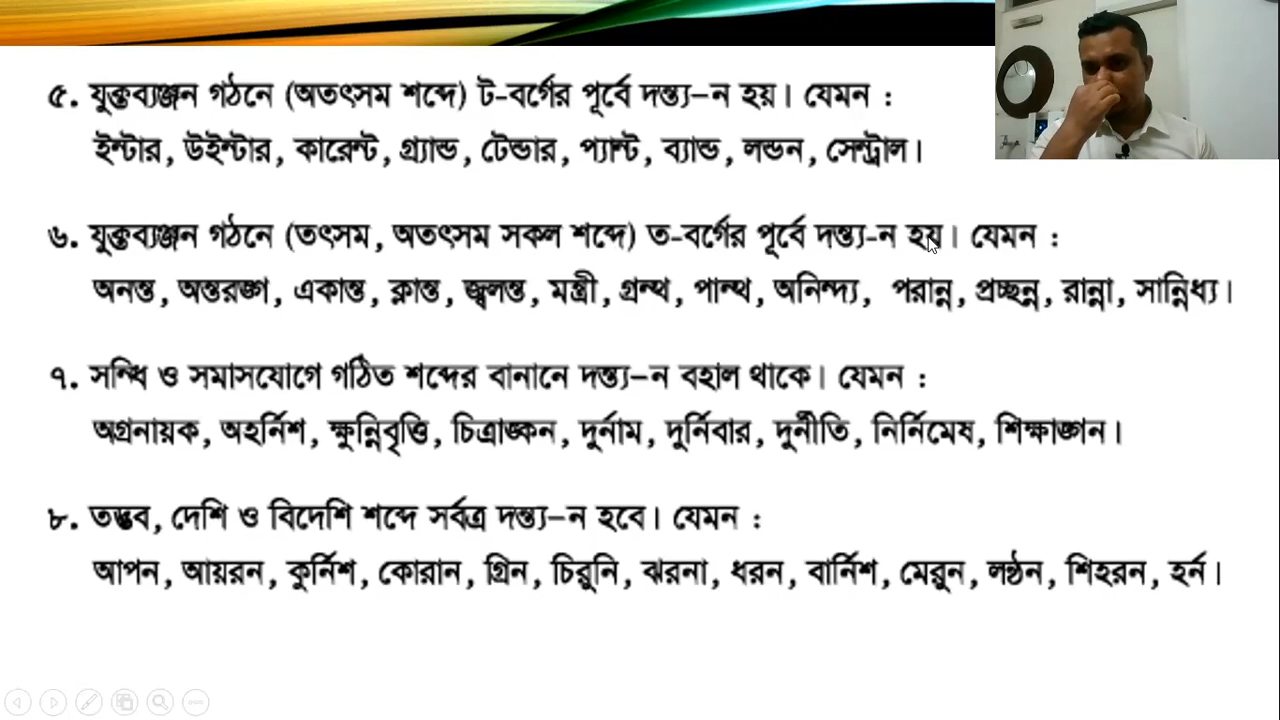 ৫. যুক্তব্যঞ্জন গঠনে (অতৎসম শব্দে) ট-বর্গের পূর্বে দন্ত্য-ন হয়। যেমন :
ইন্টার, উইন্টার, কারেন্ট, গ্র্যান্ড, টেন্ডার, প্যান্ট, ব্যান্ড, লন্ডন, সেন্ট্রাল।
৬. যুক্তব্যঞ্জন গঠনে (তৎসম, অতৎসম সকল শব্দে) ত-বর্গের পূর্বে দন্ত্য-ন হয়। যেমন :
অনন্ত, অন্তরঙ্গ, একান্ত, ক্লান্ত, জ্বলন্ত, মন্ত্রী, গ্রন্থ, পান্থ, অনিন্দ্য, পরান্ন, প্রচ্ছন্ন, রান্না, সান্নিধ্য।
৭. সন্ধি ও সমাসযোগে গঠিত শব্দের বানানে দন্ত্য-ন বহাল থাকে। যেমন :
অগ্রনায়ক, অহর্নিশ, ক্ষুন্নিবৃত্তি, চিত্রাঙ্কন, দুর্নাম, দুর্নিবার, দুর্নীতি, নির্নিমেষ, শিক্ষাঙ্গন।
৮. তদ্ভব, দেশি ও বিদেশি শব্দে সর্বত্র দন্ত্য-ন হবে। যেমন :
আপন, আয়রন, কুর্নিশ, কোরান, গ্রিন, চিরুনি, ঝরনা, ধরন, বার্নিশ, মেরুন, লন্ঠন, শিহরন, হর্ন।